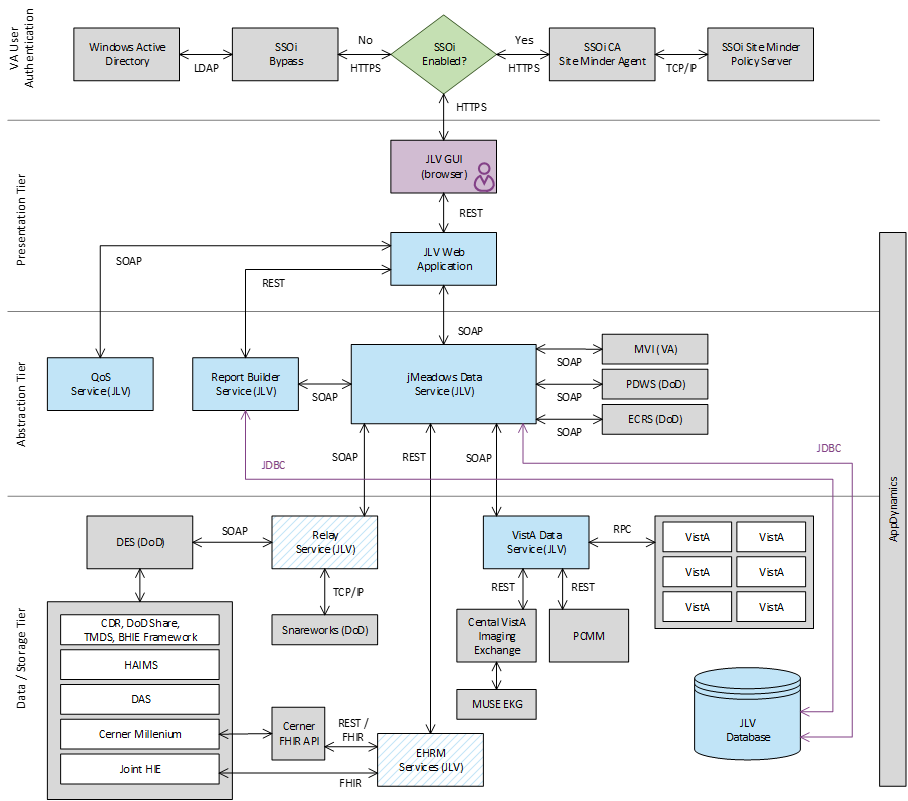 VA User
Authentication
Windows Active
Directory
LDAP
SSOi
Bypass
No
HTTPS
SSOi
Enabled?
Yes
HTTPS
SSOi CA
Site Minder Agent
TCP/IP
SSOi Site Minder
Policy Server
HTTPS
Presentation Tier
JLV GUI
(browser)
REST
JLV Web
Application
SOAP
REST
SOAP
Abstraction Tier
QoS
Service (JLV)
Report Builder
Service (JLV)
SOAP
jMeadows Data
Service (JLV)
SOAP
MVI (VA)
SOAP
PDWS (DoD)
SOAP
ECRS (DoD)
SOAP
REST
SOAP
JDBC
JDBC
AppDynamics
Data / Storage Tier
DES (DoD)
SOAP
Relay
Service (JLV)
TCP/IP
Snareworks (DoD)
VistA Data
Service (JLV)
RPC
VistA
VistA
VistA
VistA
VistA
VistA
REST
REST
Cental VistA
Imaging
Exchange
PCMM
MUSE EKG
CDR, DoD Share,
TMDS, BHIE Framework
HAIMS
DAS
Cerner Millenium
Joint HIE
Cerner
FHIR API
REST /
FHIR
FHIR
EHRM
Services (JLV)
JLV
Database